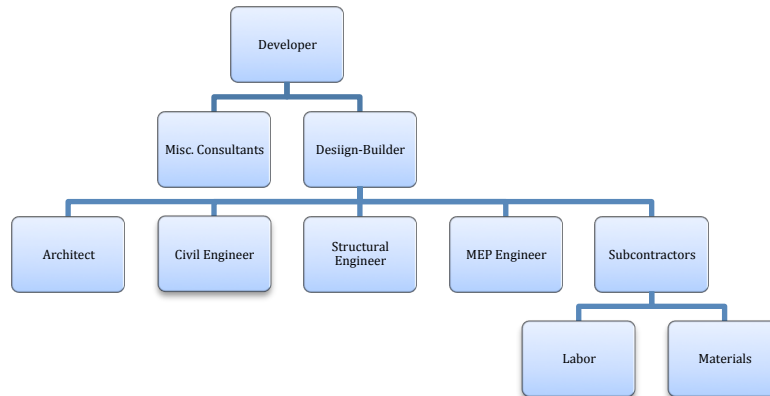 Developer
Misc. Consultants
Desiign-Builder
Architect
Civil Engineer
Structural
Engineer
MEP Engineer
Subcontractors
Labor
Materials